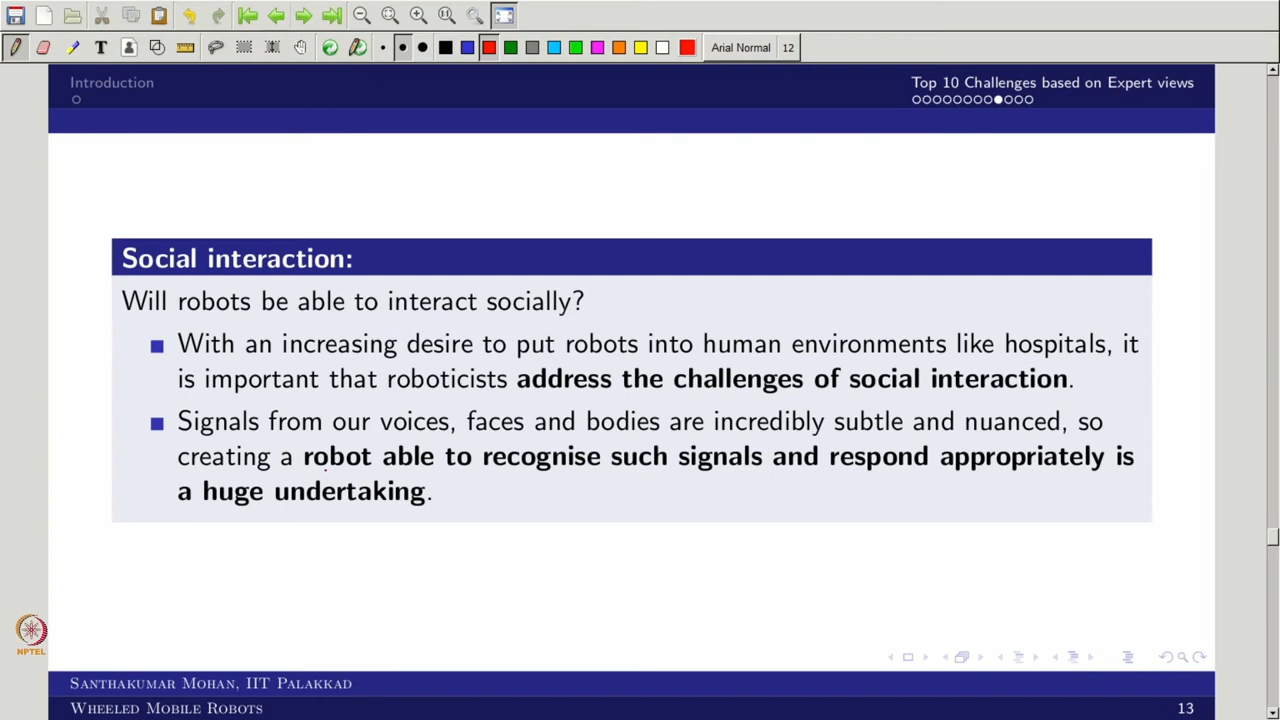 Arial Normal 12
Introduction
Top 10 Challenges based on Expert views
Social interaction:
Will robots be able to interact socially?
With an increasing desire to put robots into human environments like hospitals, it
is important that roboticists address the challenges of social interaction.
Signals from our voices, faces and bodies are incredibly subtle and nuanced, so
creating a robot able to recognise such signals and respond appropriately is
a huge undertaking.
NPTEL
Santhakumar Mohan, IIT Palakkad
Wheeled Mobile Robots 13